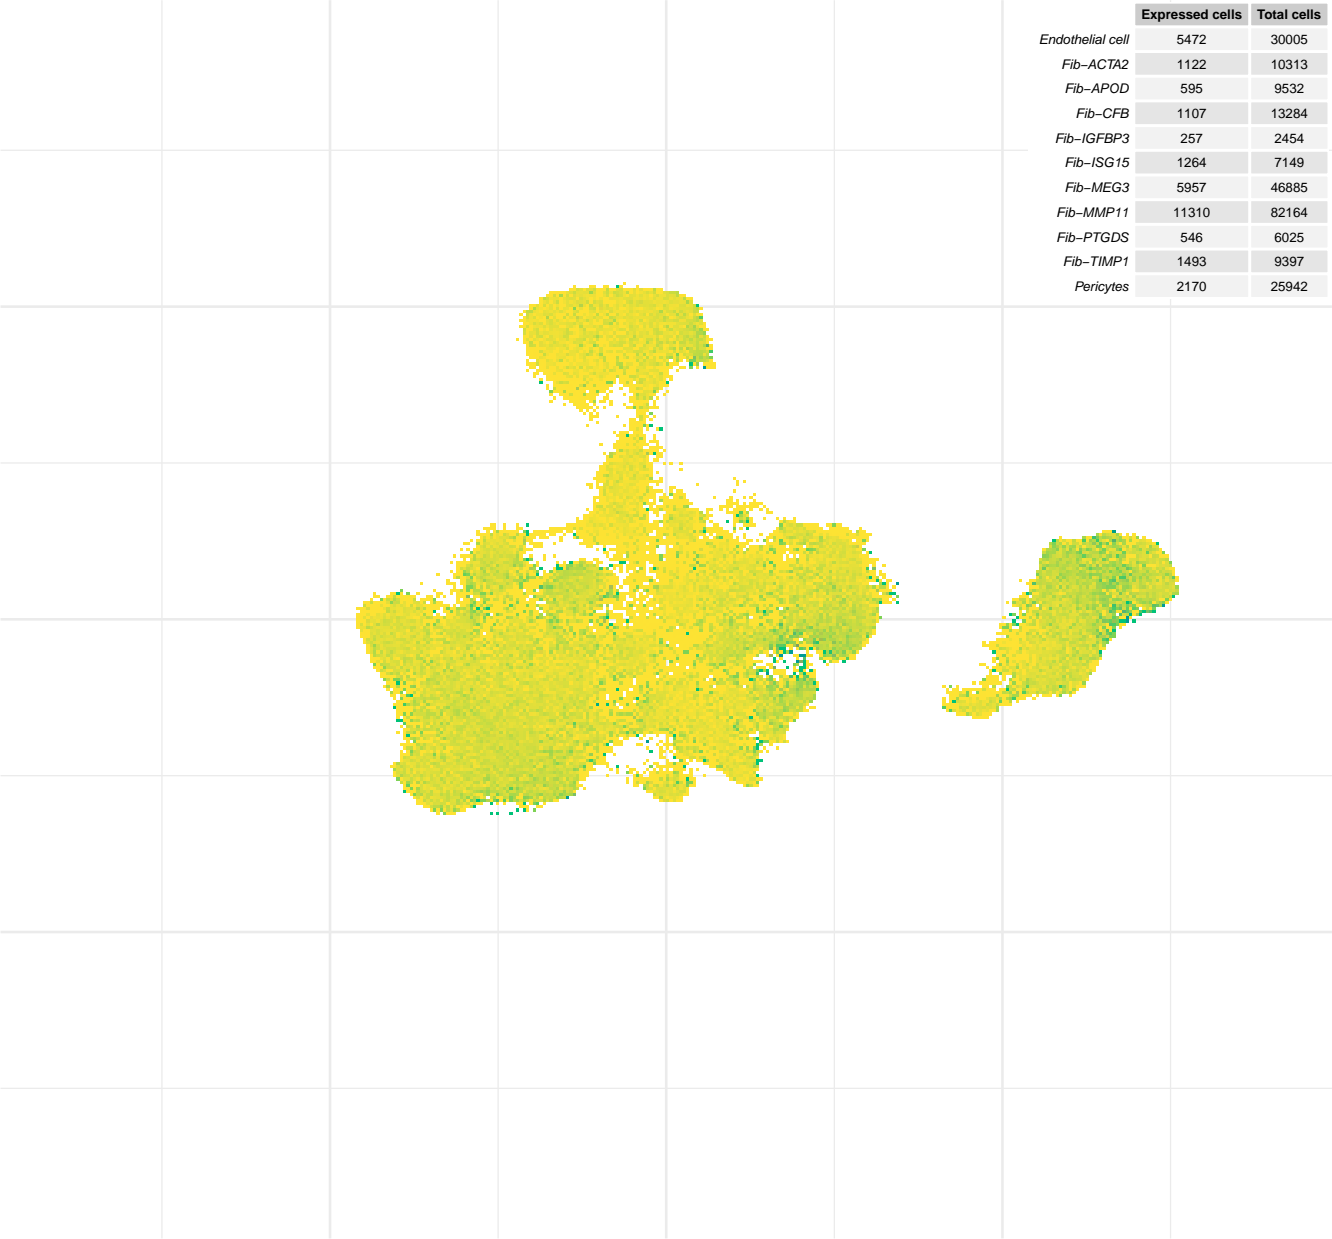 Expressed cells Total cells
Endothelial cell 5472 30005
Fib−ACTA2 1122 10313
Fib−APOD 595 9532
Fib−CFB 1107 13284
Fib−IGFBP3 257 2454
Fib−ISG15 1264 7149
Fib−MEG3 5957 46885
Fib−MMP11 11310 82164
Fib−PTGDS 546 6025
Fib−TIMP1 1493 9397
Pericytes 2170 25942